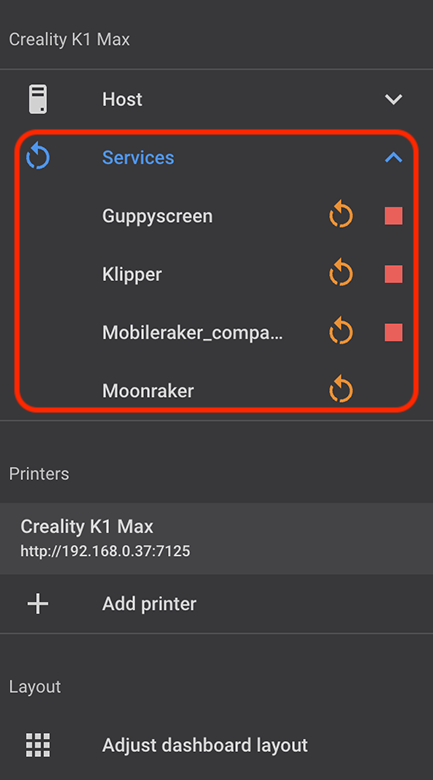 Creality K1 Max
Host
Services
Guppyscreen
Klipper
Mobileraker_compa...
Moonraker
Printers
Creality K1 Max
http://192.168.0.37:7125
Add printer
Layout
Adjust dashboard layout